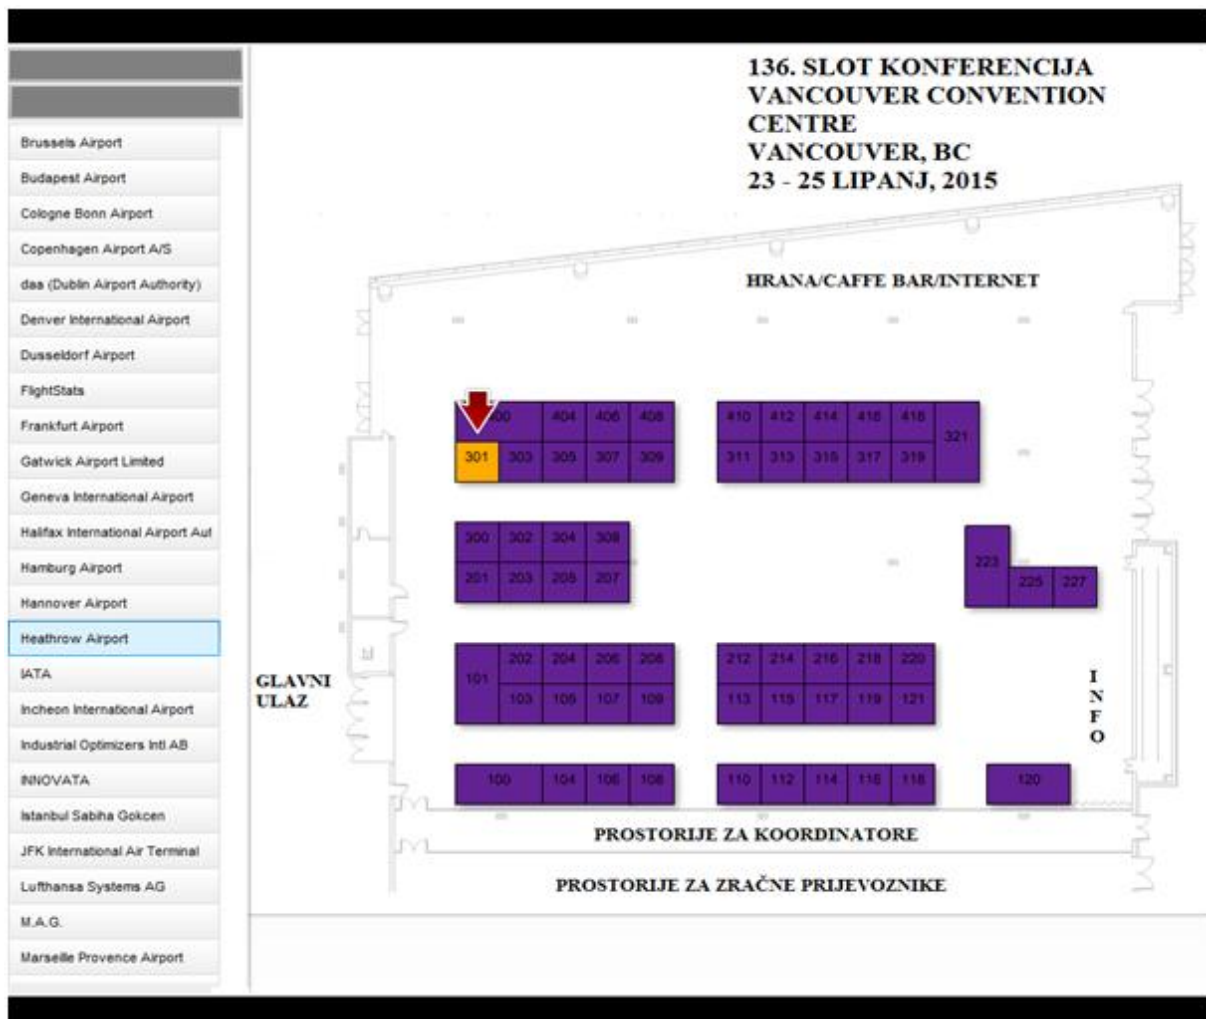 136. SLOT KONFERENCIJA
VANCOUVER CONVENTION
CENTRE
VANCOUVER, BC
23 - 25 LIPANJ, 2015
Brussels Airport
Budapest Airport
Cologne Bonn Airport
Copenhagen Airport A/S
daa (Dublin Airport Authority)
Denver International Airport
Dusseldorf Airport
FlightStats
Frankfurt Airport
Gatwick Airport Limited
Geneva International Airport
Halifax International Airport Aut
Hamburg Airport
Hannover Airport
Heathrow Airport
IATA
Incheon International Airport
Industrial Optimizers Intl AB
INNOVATA
Istanbul Sabiha Gokcen
JFK International Air Terminal
Lufthansa Systems AG
M.A.G.
Marseille Provence Airport
HRANA/CAFFE BAR/INTERNET
404 406 408 410 412 414 416 418
321
301 303 305 307 309 311 313 315 317 319
300 302 304 308
223
201 203 205 207
225 227
202 204 206 208 212 214 216 218 220
101
103 105 107 109 113 115 117 119 121
GLAVNI
ULAZ
INFO
100 104 106 108 110 112 114 116 118 120
PROSTORIJE ZA KOORDINATORE
PROSTORIJE ZA ZRAČNE PRIJEVOZNIKE